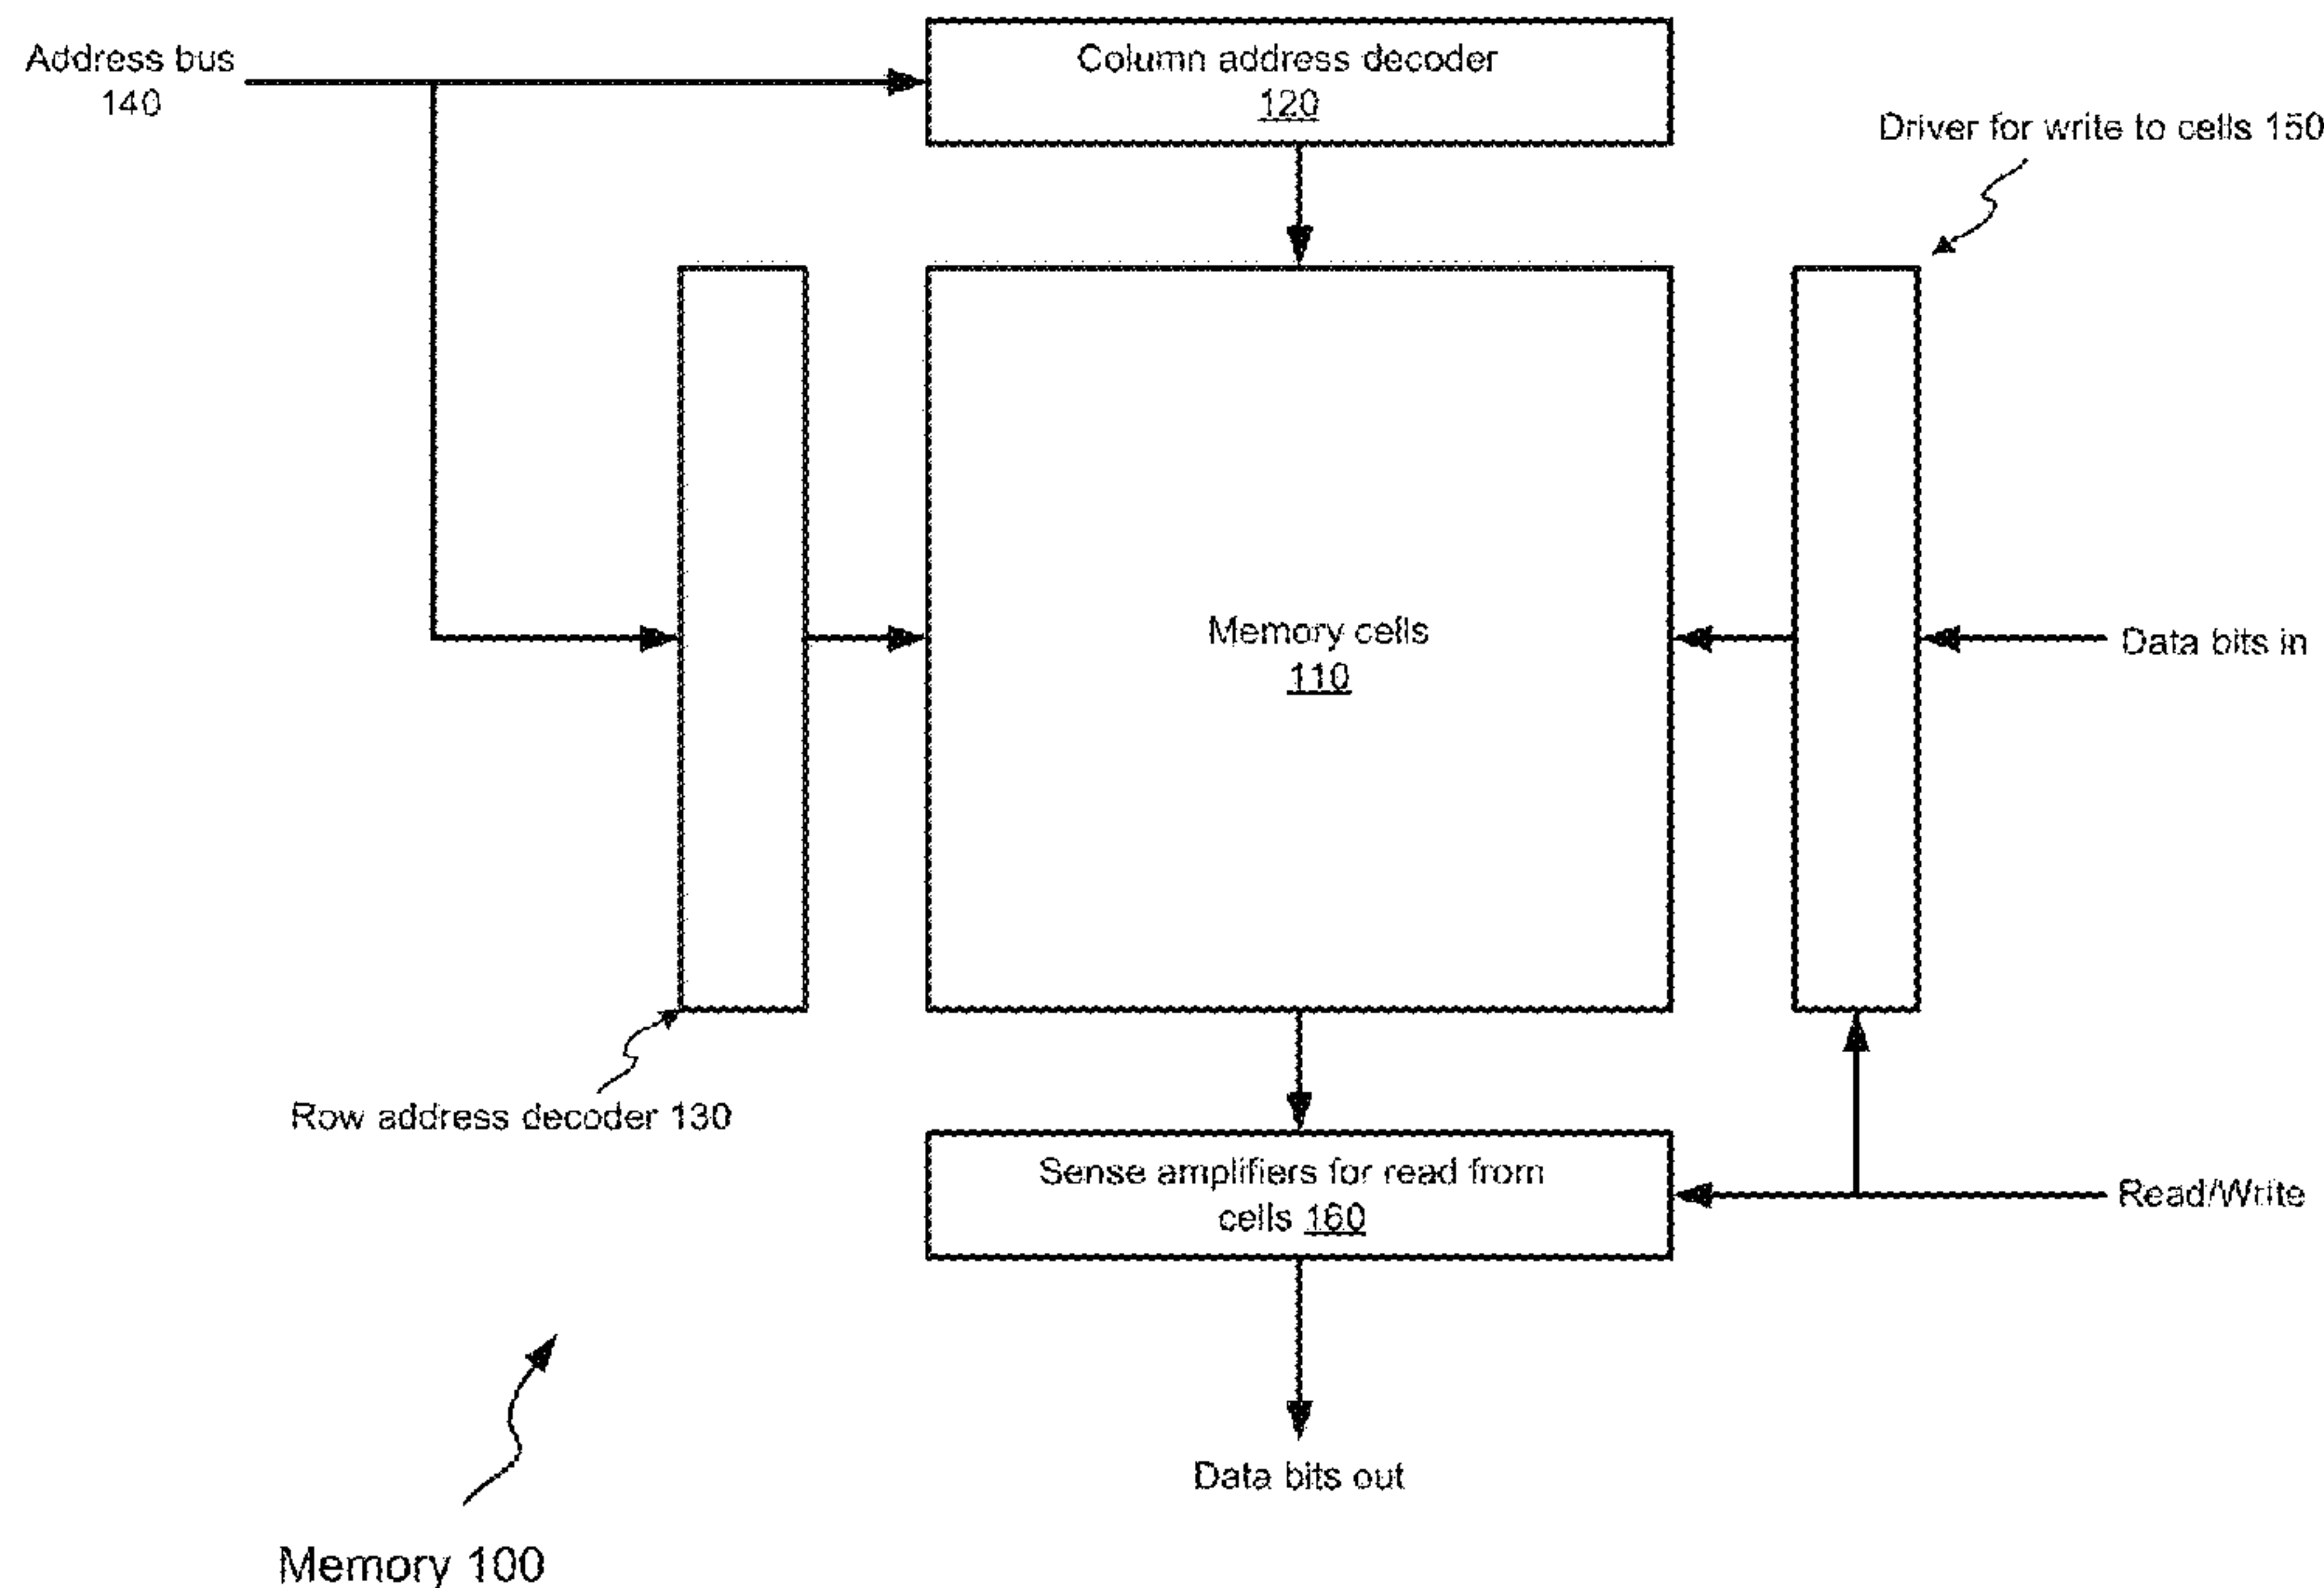 Address bus
140
Column address decoder
120
Driver for write to cells 150
Memory cells
110
Data bits in
Row address decoder 130
Sense amplifiers for read from
cells 160
Read/Write
Data bits out
Memory 100